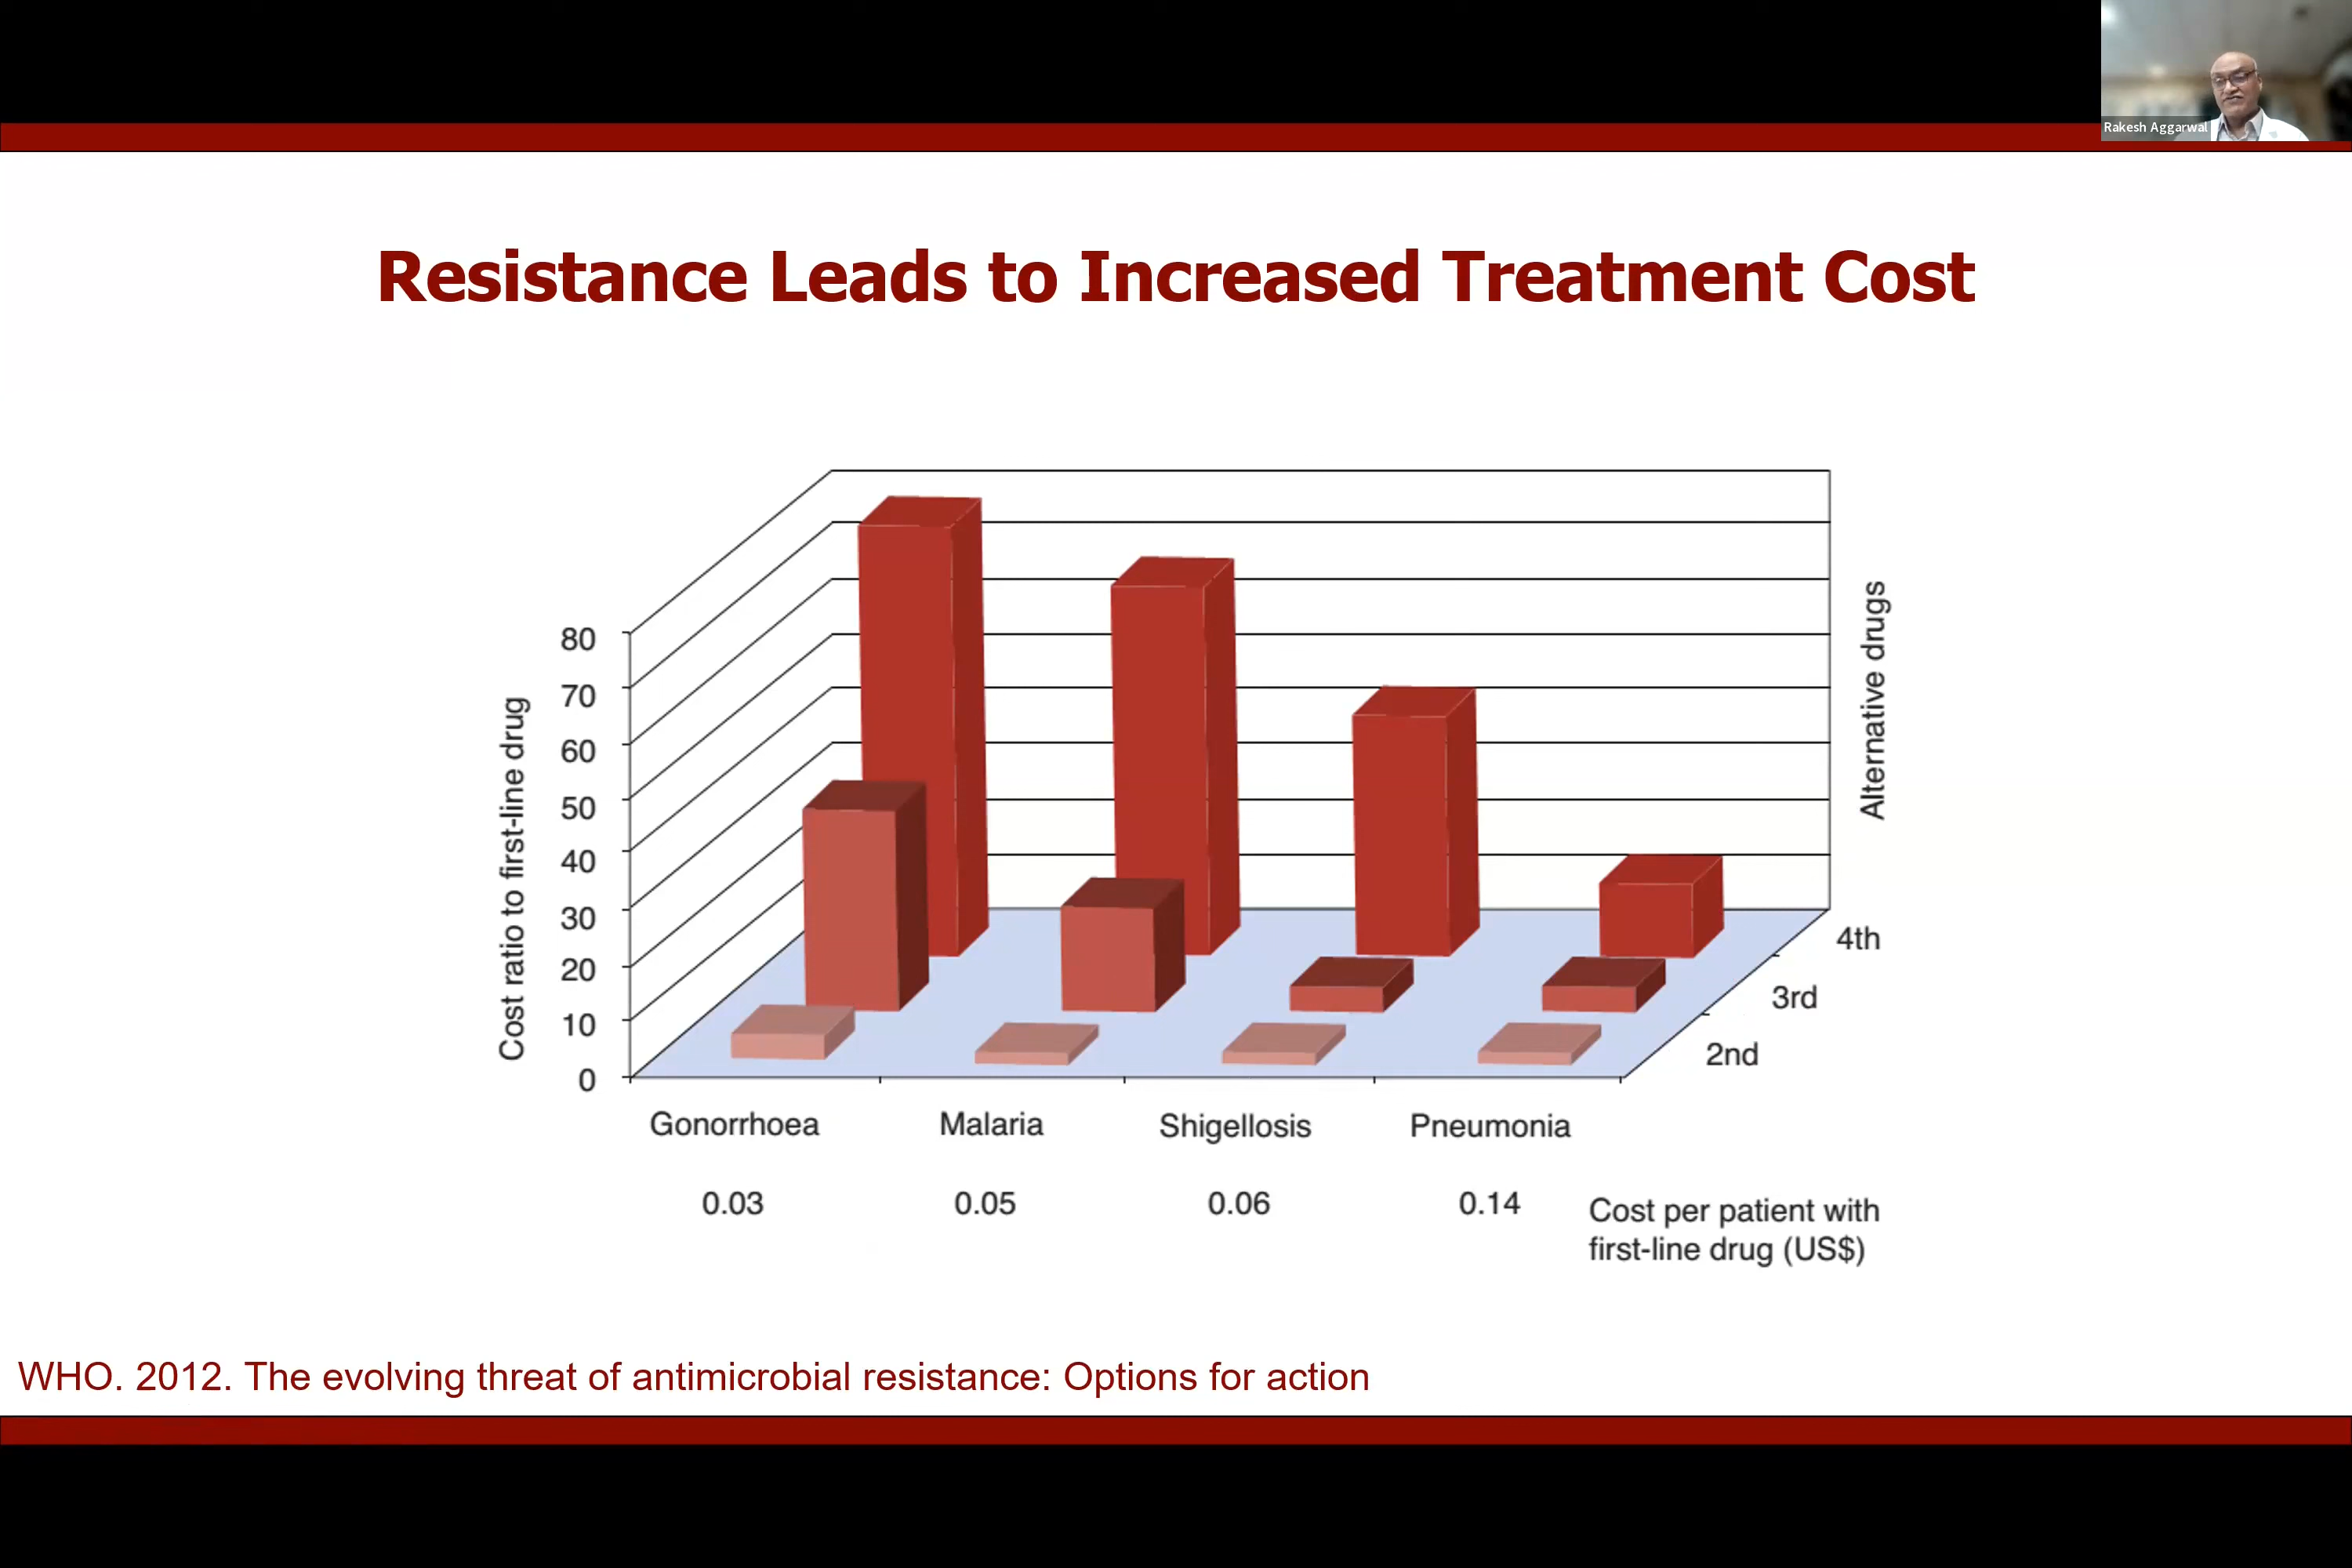 Rakesh Aggarwal
Resistance Leads to Increased Treatment Cost
Cost ratio to first-line drug
80
70
60
50
40
30
20
10
0
Alternative drugs
4th
3rd
2nd
Gonorrhoea Malaria Shigellosis Pneumonia
0.03 0.05 0.06 0.14
Cost per patient with
first-line drug (US$)
WHO. 2012. The evolving threat of antimicrobial resistance: Options for action